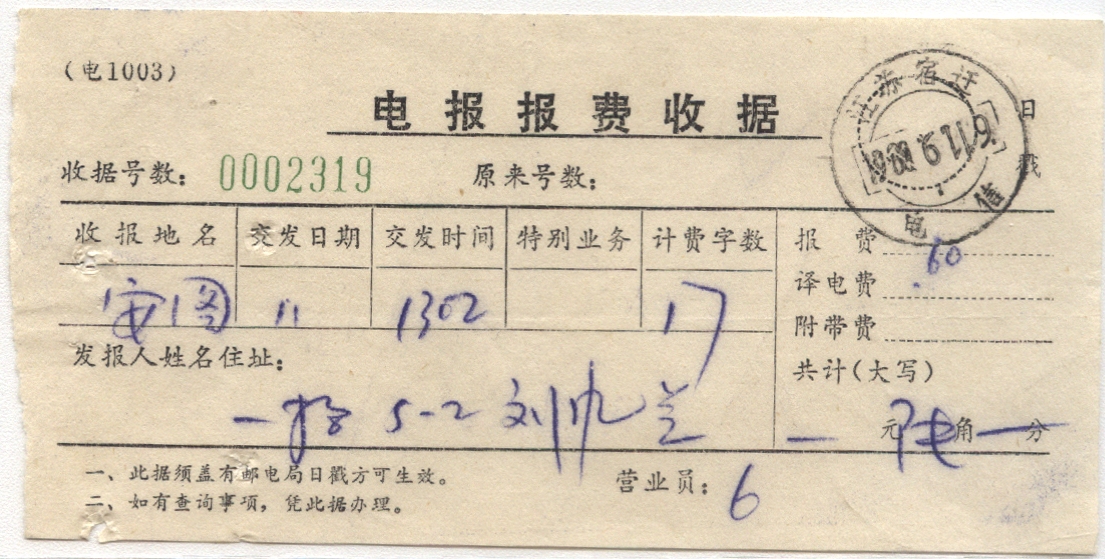 (电1003)
电报报费收据
江苏宿迁
电信
日戳
收据号数：0002319 原来号数：
收报地名 交发日期 交发时间 特别业务 计费字数
安图 11 1302 17
报费 .60
译电费
附带费
发报人姓名住址：
5-2 刘
共计(大写)
一 元 陆 角 一 分
一、此据须盖有邮电局日戳方可生效。
二、如有查询事项，凭此据办理。
营业员：6